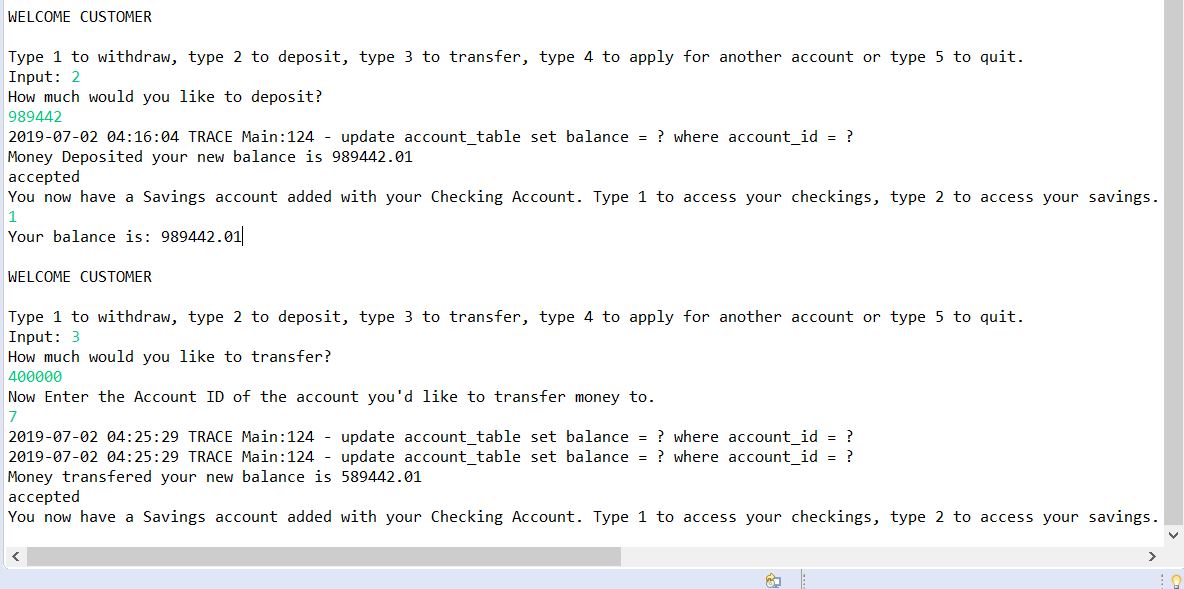 WELCOME CUSTOMER
Type 1 to withdraw, type 2 to deposit, type 3 to transfer, type 4 to apply for another account or type 5 to quit.
Input: 2
How much would you like to deposit?
989442
2019-07-02 04:16:04 TRACE Main:124 - update account_table set balance = ? where account_id = ?
Money Deposited your new balance is 989442.01
accepted
You now have a Savings account added with your Checking Account. Type 1 to access your checkings, type 2 to access your savings.
1
Your balance is: 989442.01
WELCOME CUSTOMER
Type 1 to withdraw, type 2 to deposit, type 3 to transfer, type 4 to apply for another account or type 5 to quit.
Input: 3
How much would you like to transfer?
400000
Now Enter the Account ID of the account you'd like to transfer money to.
7
2019-07-02 04:25:29 TRACE Main:124 - update account_table set balance = ? where account_id = ?
2019-07-02 04:25:29 TRACE Main:124 - update account_table set balance = ? where account_id = ?
Money transfered your new balance is 589442.01
accepted
You now have a Savings account added with your Checking Account. Type 1 to access your checkings, type 2 to access your savings.